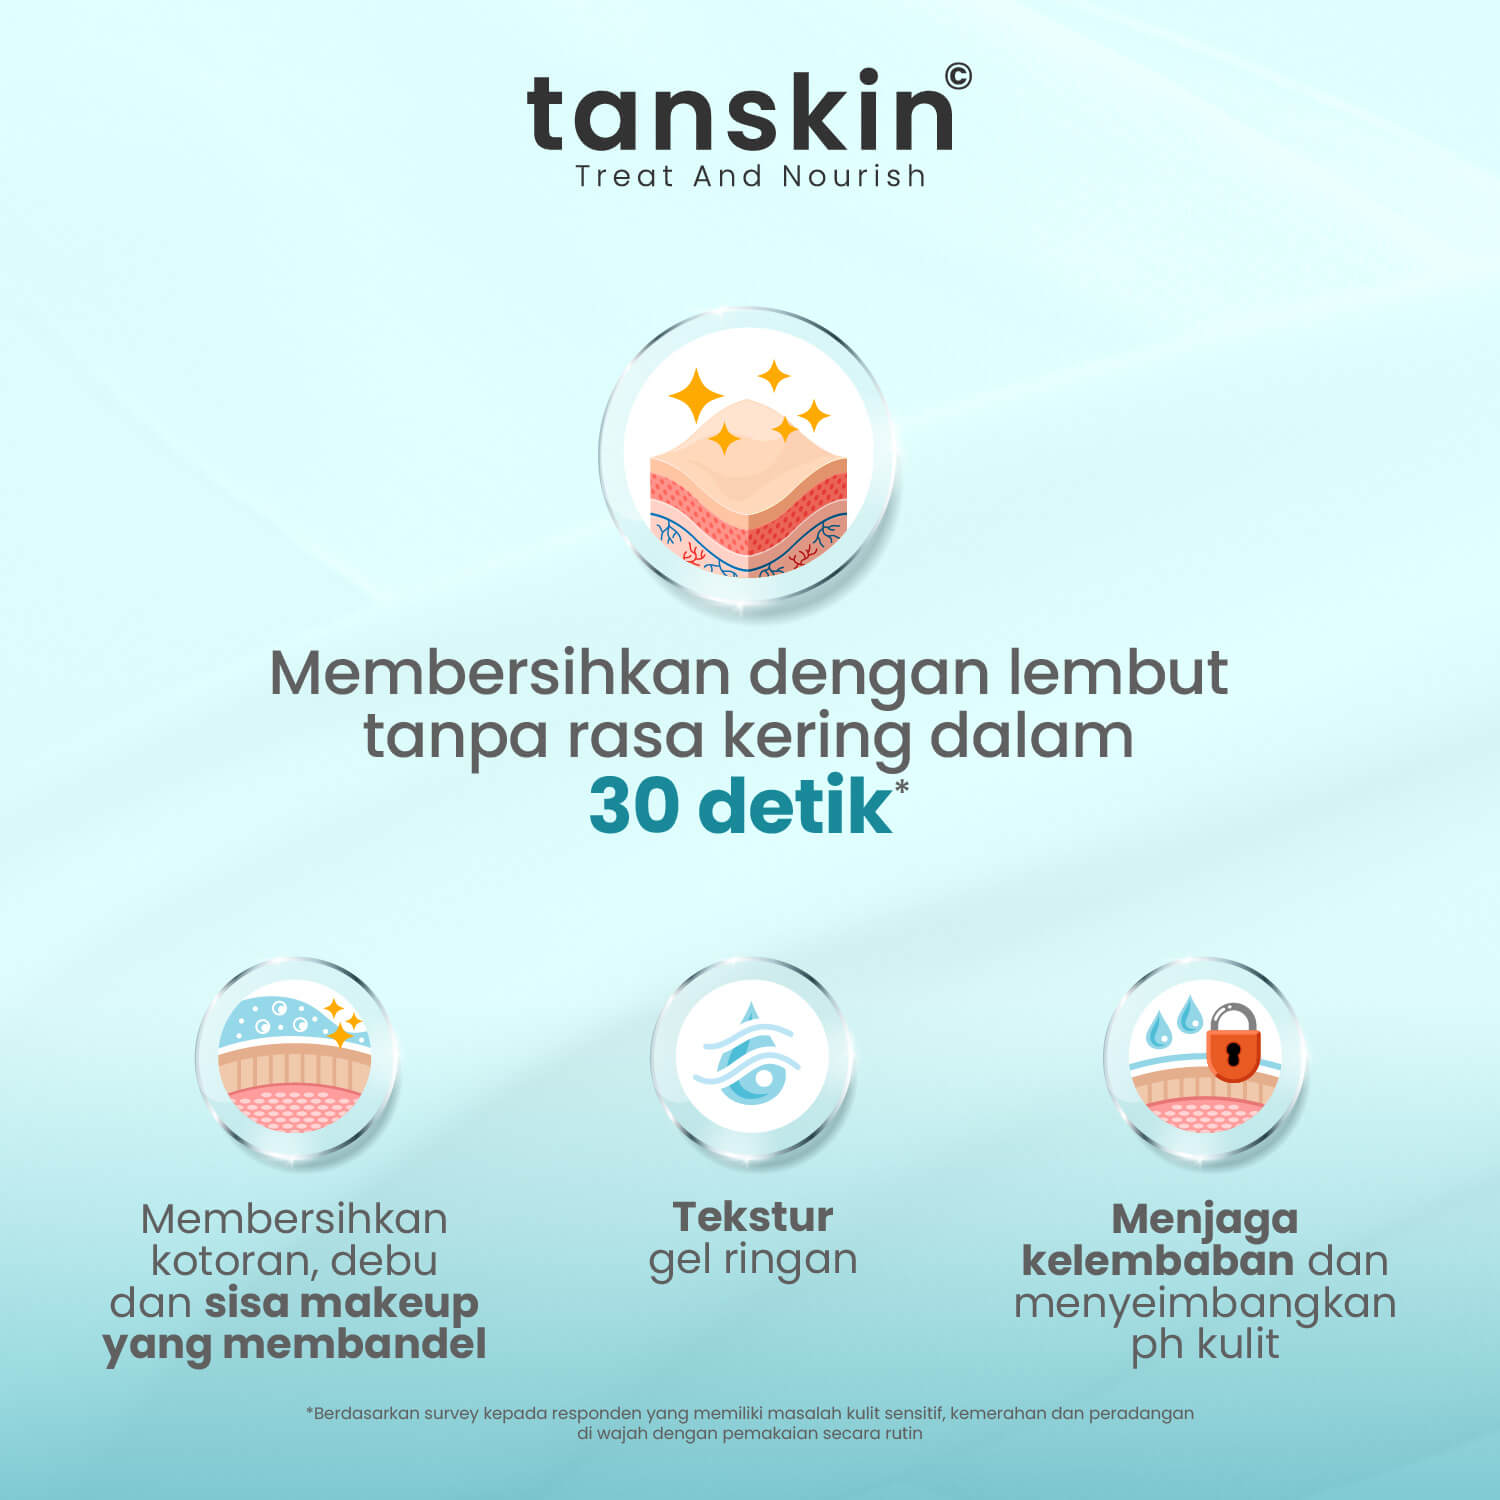 tanskin©
Treat And Nourish
Membersihkan dengan lembut
tanpa rasa kering dalam
30 detik*
Membersihkan
kotoran, debu
dan sisa makeup
yang membandel
Tekstur
gel ringan
Menjaga
kelembaban dan
menyeimbangkan
ph kulit
*Berdasarkan survey kepada responden yang memiliki masalah kulit sensitif, kemerahan dan peradangan
di wajah dengan pemakaian secara rutin